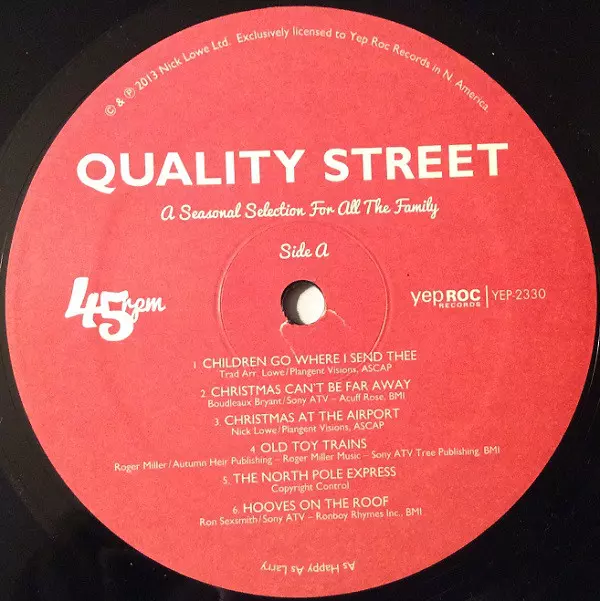 © & ℗ 2013 Nick Lowe Ltd. Exclusively licensed to Yep Roc Records in N. America.
QUALITY STREET
A Seasonal Selection For All The Family
Side A
45rpm
yepROC
RECORDS
YEP-2330
1. CHILDREN GO WHERE I SEND THEE
Trad Arr. Lowe/Plangent Visions, ASCAP
2. CHRISTMAS CAN'T BE FAR AWAY
Boudleaux Bryant/Sony ATV – Acuff Rose, BMI
3. CHRISTMAS AT THE AIRPORT
Nick Lowe/Plangent Visions, ASCAP
4. OLD TOY TRAINS
Roger Miller/Autumn Heir Publishing – Roger Miller Music – Sony ATV Tree Publishing, BMI
5. THE NORTH POLE EXPRESS
Copyright Control
6. HOOVES ON THE ROOF
Ron Sexsmith/Sony ATV – Ronboy Rhymes Inc., BMI
As Happy As Larry